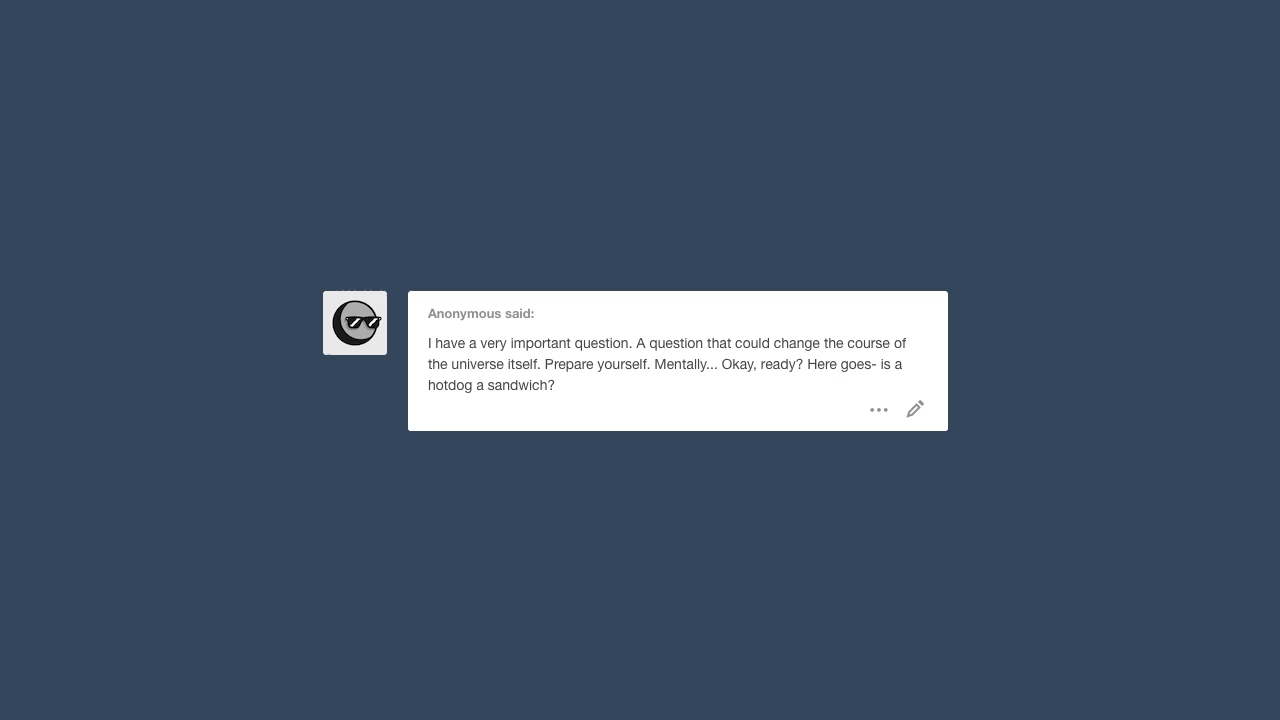 Anonymous said:
I have a very important question. A question that could change the course of
the universe itself. Prepare yourself. Mentally... Okay, ready? Here goes- is a
hotdog a sandwich?